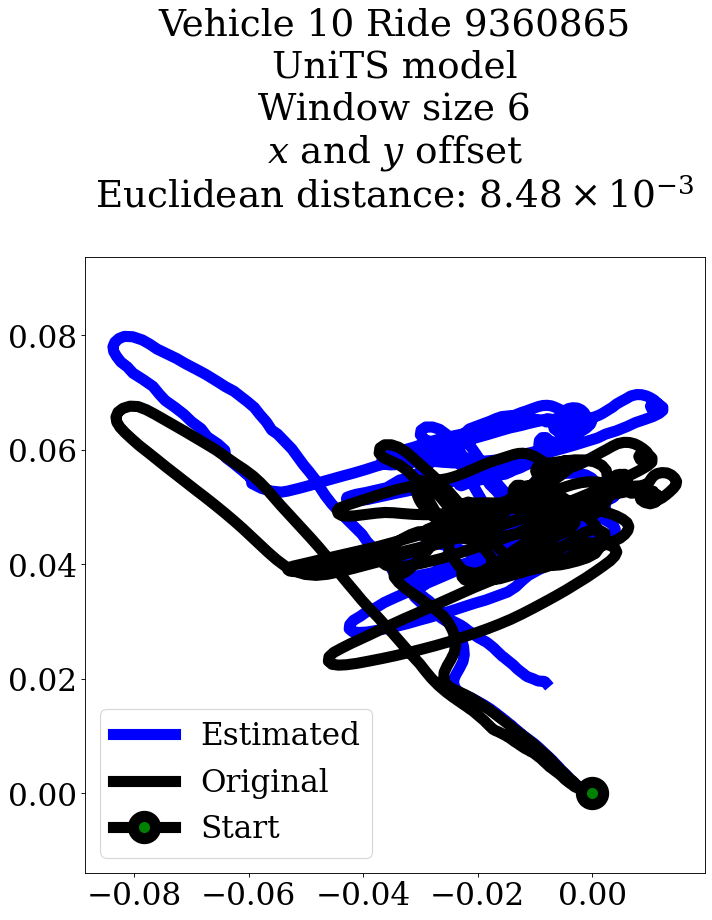 Vehicle 10 Ride 9360865
UniTS model
Window size 6
x and y offset
Euclidean distance: 8.48 × 10⁻³
0.08
0.06
0.04
0.02
0.00
Estimated
Original
Start
−0.08 −0.06 −0.04 −0.02 0.00